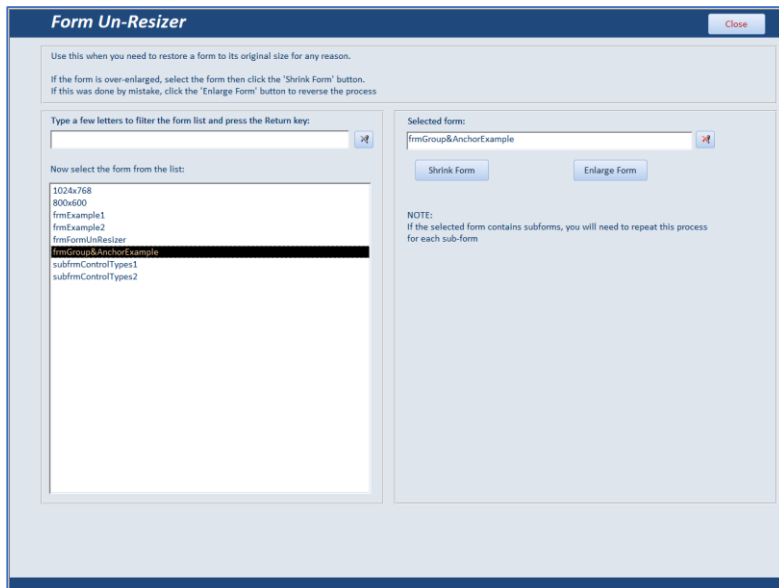 Form Un-Resizer
Close
Use this when you need to restore a form to its original size for any reason.
If the form is over-enlarged, select the form then click the 'Shrink Form' button.
If this was done by mistake, click the 'Enlarge Form' button to reverse the process
Type a few letters to filter the form list and press the Return key:
Now select the form from the list:
1024x768
800x600
frmExample1
frmExample2
frmFormUnResizer
frmGroup&AnchorExample
subfrmControlTypes1
subfrmControlTypes2
Selected form:
frmGroup&AnchorExample
Shrink Form
Enlarge Form
NOTE:
If the selected form contains subforms, you will need to repeat this process
for each sub-form